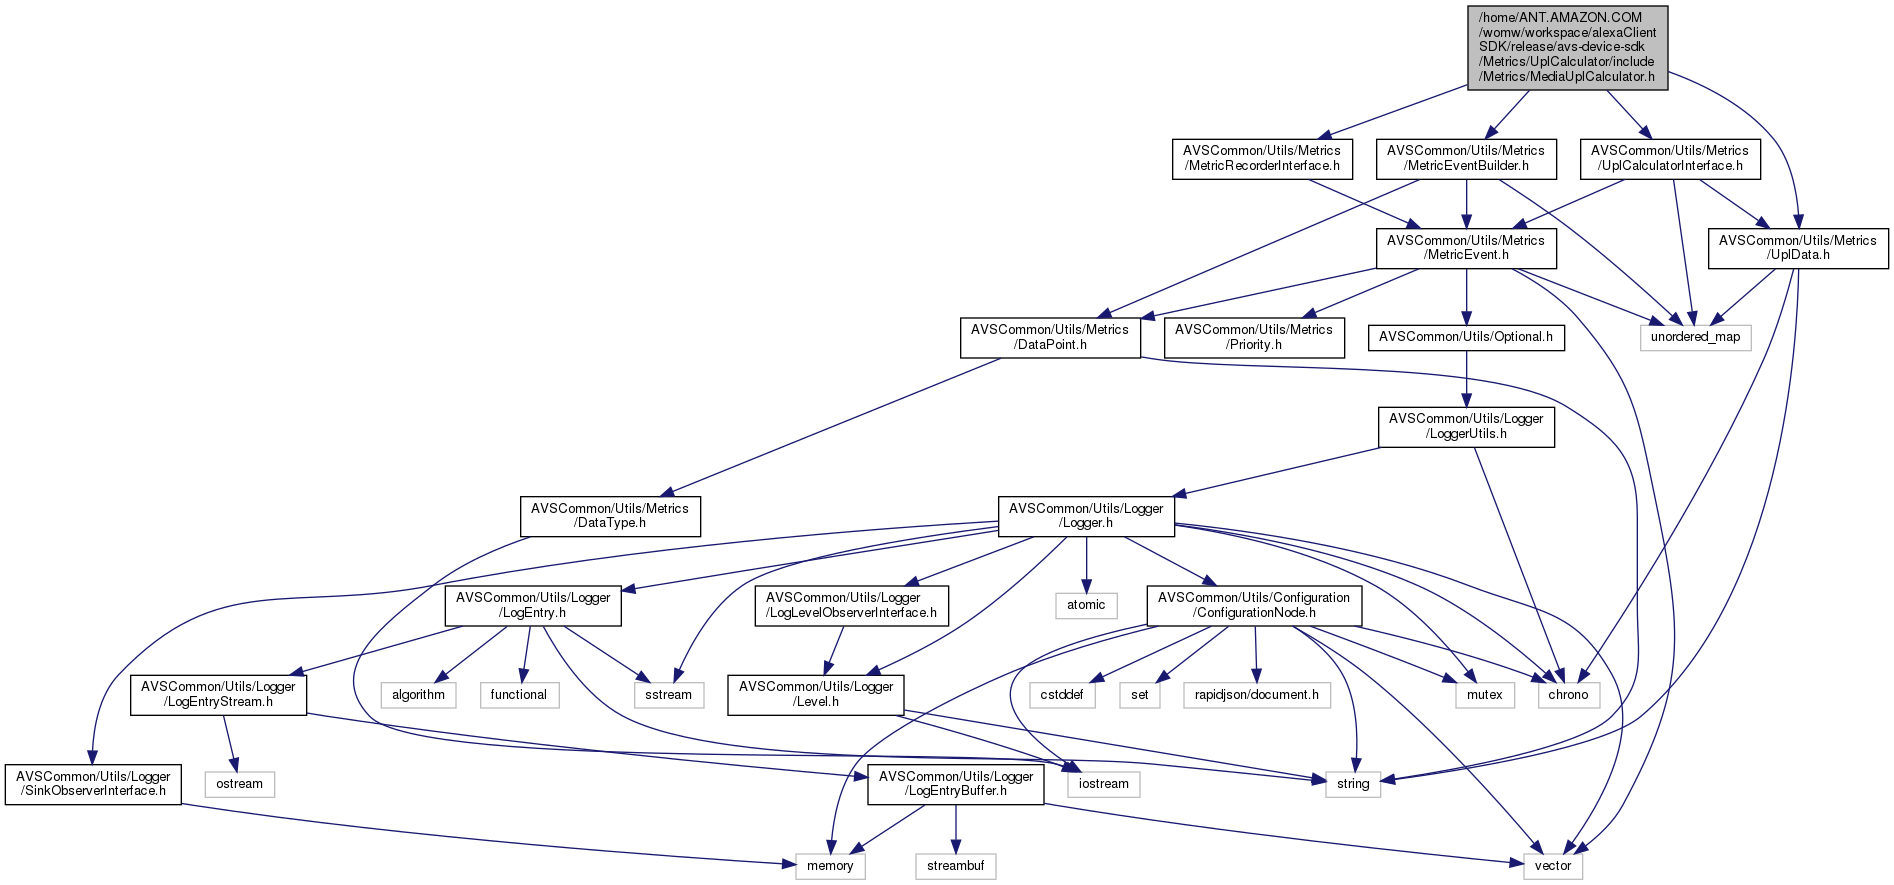 /home/ANT.AMAZON.COM
/womw/workspace/alexaClient
SDK/release/avs-device-sdk
/Metrics/UplCalculator/include
/Metrics/MediaUplCalculator.h
AVSCommon/Utils/Metrics
/MetricRecorderInterface.h
AVSCommon/Utils/Metrics
/MetricEventBuilder.h
AVSCommon/Utils/Metrics
/UplCalculatorInterface.h
AVSCommon/Utils/Metrics
/MetricEvent.h
AVSCommon/Utils/Metrics
/UplData.h
AVSCommon/Utils/Metrics
/DataPoint.h
AVSCommon/Utils/Metrics
/Priority.h
AVSCommon/Utils/Optional.h
unordered_map
AVSCommon/Utils/Logger
/LoggerUtils.h
AVSCommon/Utils/Metrics
/DataType.h
AVSCommon/Utils/Logger
/Logger.h
AVSCommon/Utils/Logger
/LogEntry.h
AVSCommon/Utils/Logger
/LogLevelObserverInterface.h
atomic
AVSCommon/Utils/Configuration
/ConfigurationNode.h
AVSCommon/Utils/Logger
/LogEntryStream.h
algorithm
functional
sstream
AVSCommon/Utils/Logger
/Level.h
cstddef
set
rapidjson/document.h
mutex
chrono
AVSCommon/Utils/Logger
/SinkObserverInterface.h
ostream
AVSCommon/Utils/Logger
/LogEntryBuffer.h
iostream
string
memory
streambuf
vector